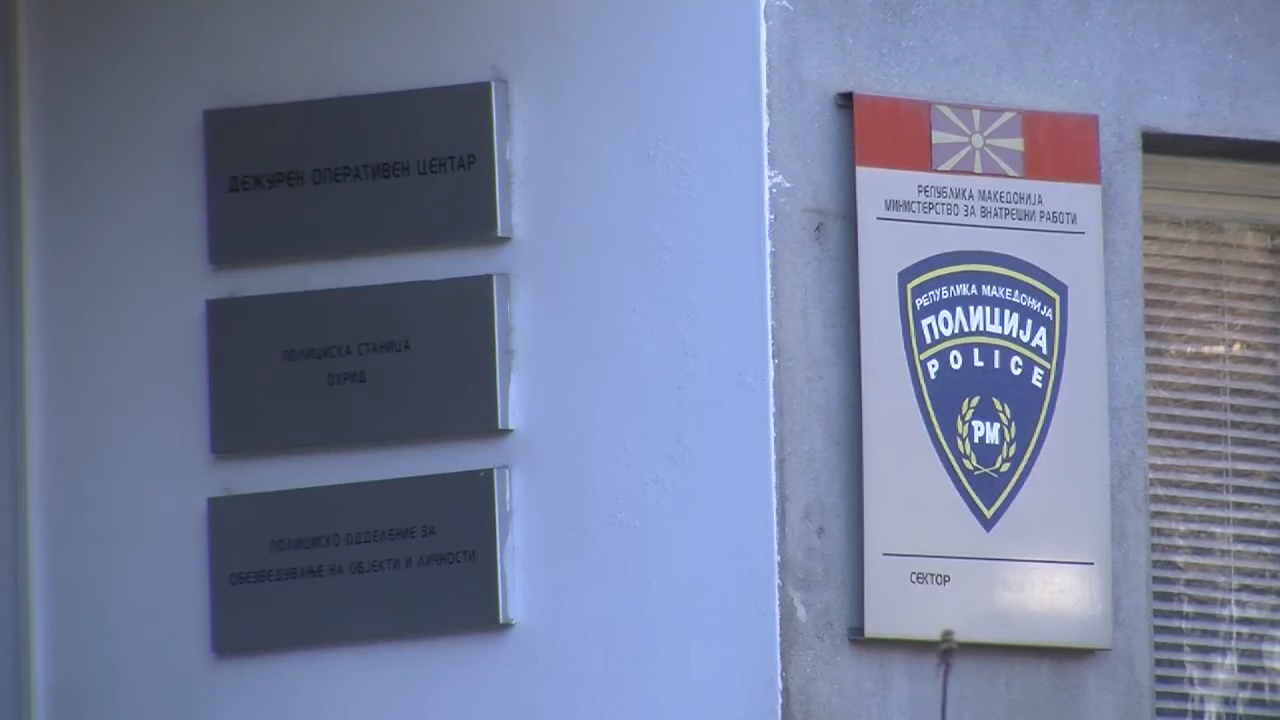 ДЕЖУРЕН ОПЕРАТИВЕН ЦЕНТАР
ПОЛИЦИСКА СТАНИЦА
ОХРИД
ПОЛИЦИСКО ОДДЕЛЕНИЕ ЗА
ОБЕЗБЕДУВАЊЕ НА ОБЈЕКТИ И ЛИЧНОСТИ
РЕПУБЛИКА МАКЕДОНИЈА
МИНИСТЕРСТВО ЗА ВНАТРЕШНИ РАБОТИ
РЕПУБЛИКА МАКЕДОНИЈА
ПОЛИЦИЈА
POLICE
РМ
СЕКТОР